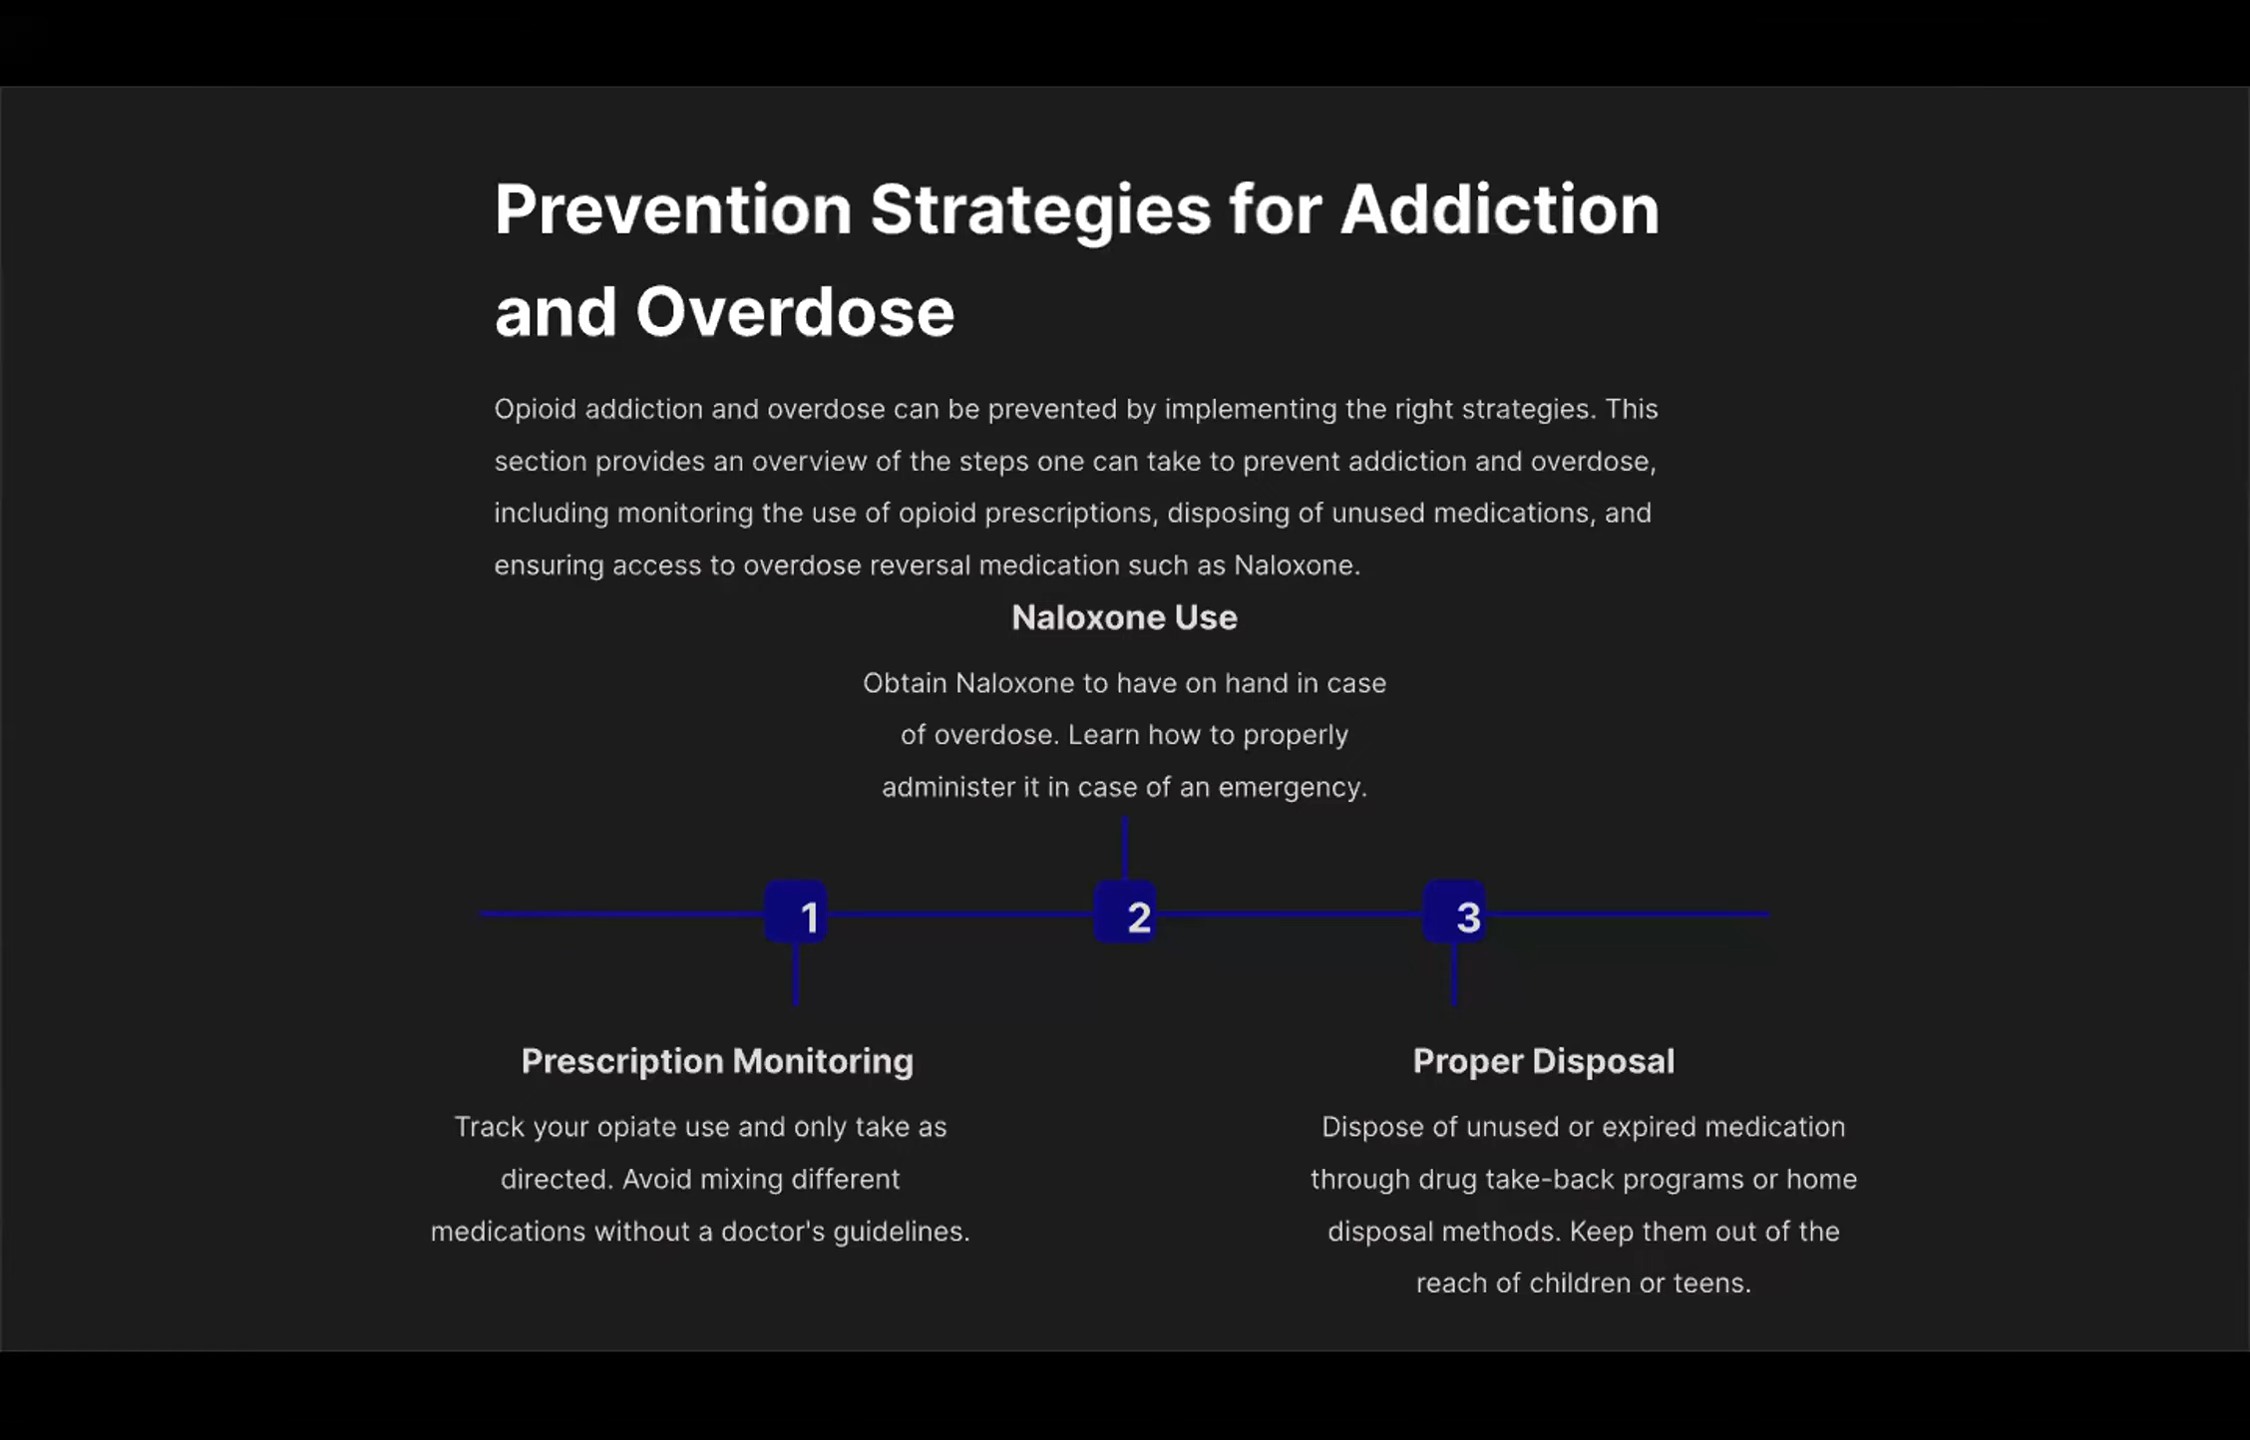 Prevention Strategies for Addiction
and Overdose
Opioid addiction and overdose can be prevented by implementing the right strategies. This
section provides an overview of the steps one can take to prevent addiction and overdose,
including monitoring the use of opioid prescriptions, disposing of unused medications, and
ensuring access to overdose reversal medication such as Naloxone.
Naloxone Use
Obtain Naloxone to have on hand in case
of overdose. Learn how to properly
administer it in case of an emergency.
1
2
3
Prescription Monitoring
Track your opiate use and only take as
directed. Avoid mixing different
medications without a doctor's guidelines.
Proper Disposal
Dispose of unused or expired medication
through drug take-back programs or home
disposal methods. Keep them out of the
reach of children or teens.